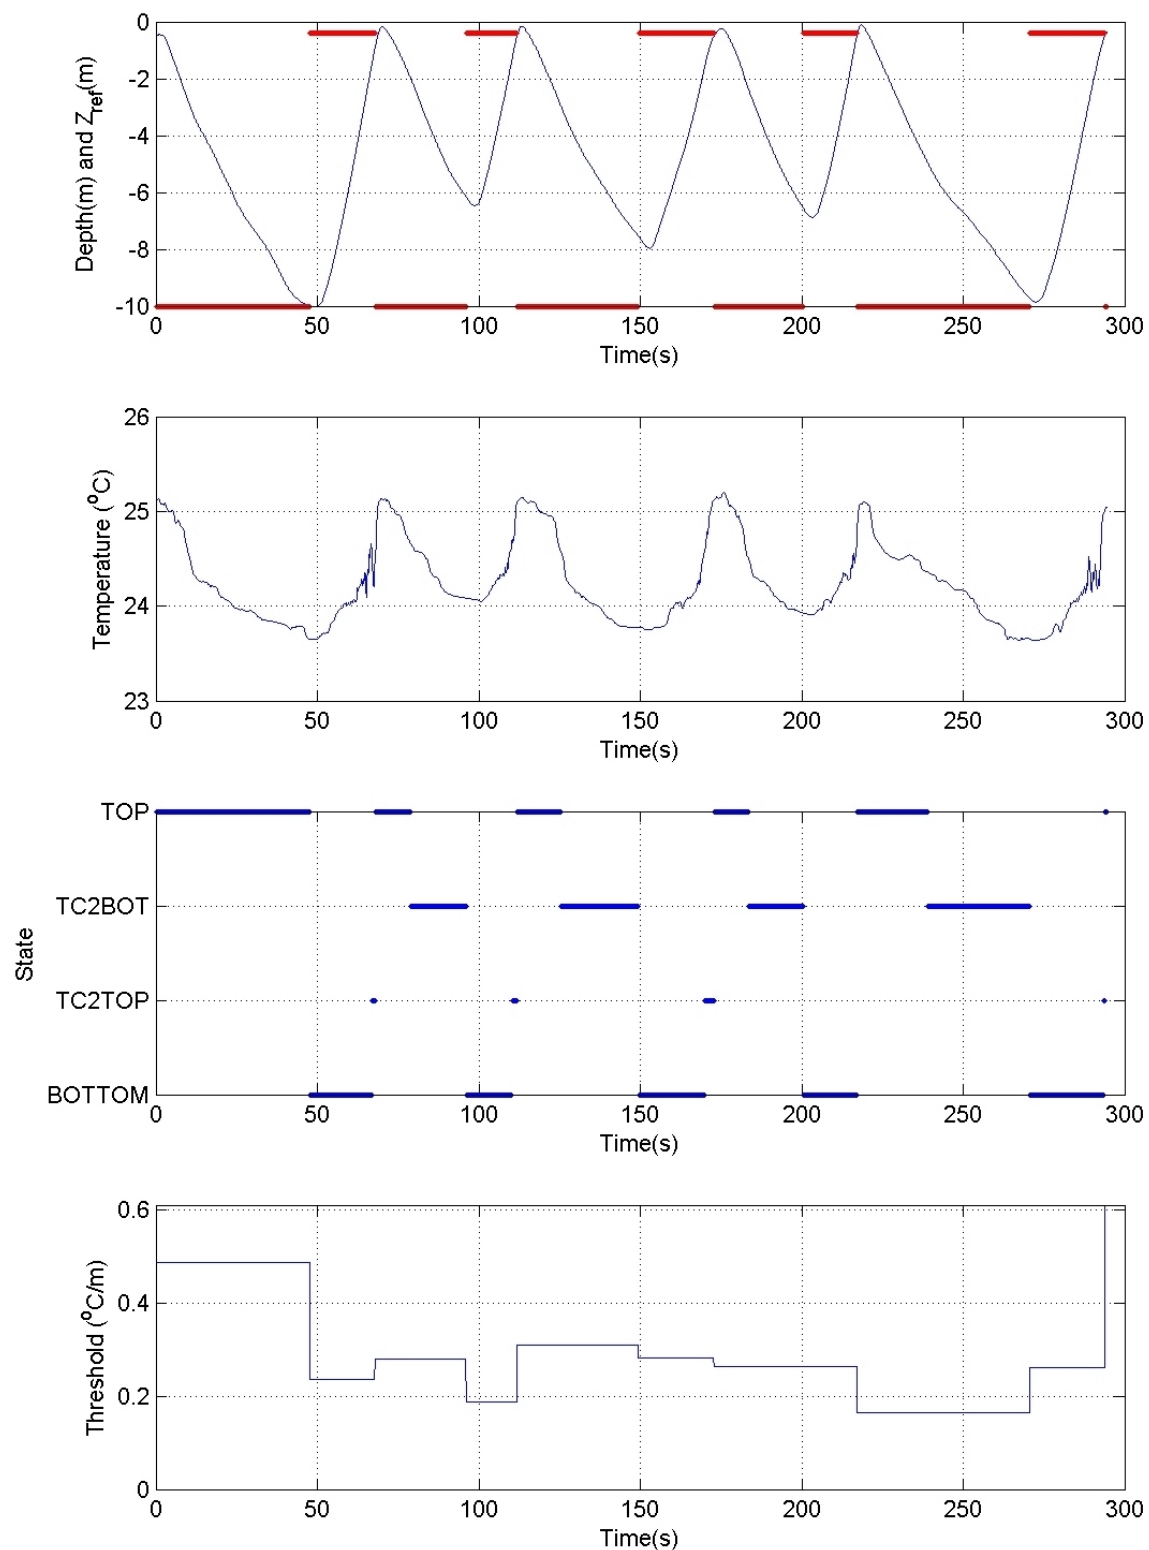 Depth(m) and Zref(m)
0
-2
-4
-6
-8
-10
0 50 100 150 200 250 300
Time(s)
Temperature (oC)
26
25
24
23
0 50 100 150 200 250 300
Time(s)
State
TOP
TC2BOT
TC2TOP
BOTTOM
0 50 100 150 200 250 300
Time(s)
Threshold (oC/m)
0.6
0.4
0.2
0
0 50 100 150 200 250 300
Time(s)